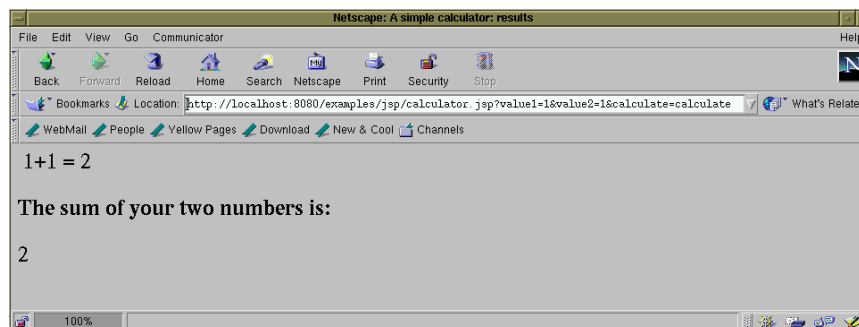 Netscape: A simple calculator: results
File Edit View Go Communicator Help
Back Forward Reload Home Search Netscape Print Security Stop
Bookmarks Location: http://localhost:8080/examples/jsp/calculator.jsp?value1=1&value2=1&calculate=calculate What's Relate
WebMail People Yellow Pages Download New & Cool Channels
1+1 = 2
The sum of your two numbers is:
2
100%